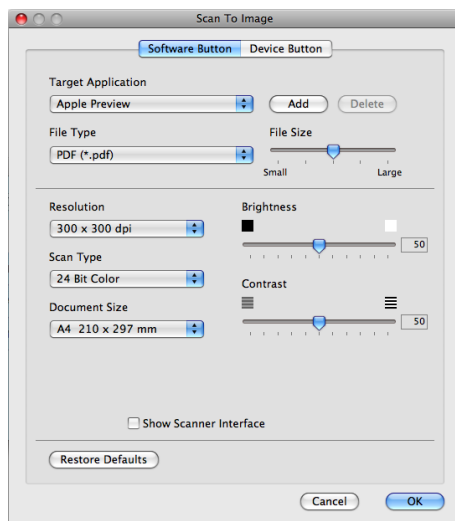 Scan To Image
Software Button Device Button
Target Application
Apple Preview Add Delete
File Type File Size
PDF (*.pdf)
Small Large
Resolution Brightness
300 x 300 dpi
50
Scan Type
24 Bit Color
Contrast
Document Size
A4 210 x 297 mm 50
Show Scanner Interface
Restore Defaults
Cancel OK